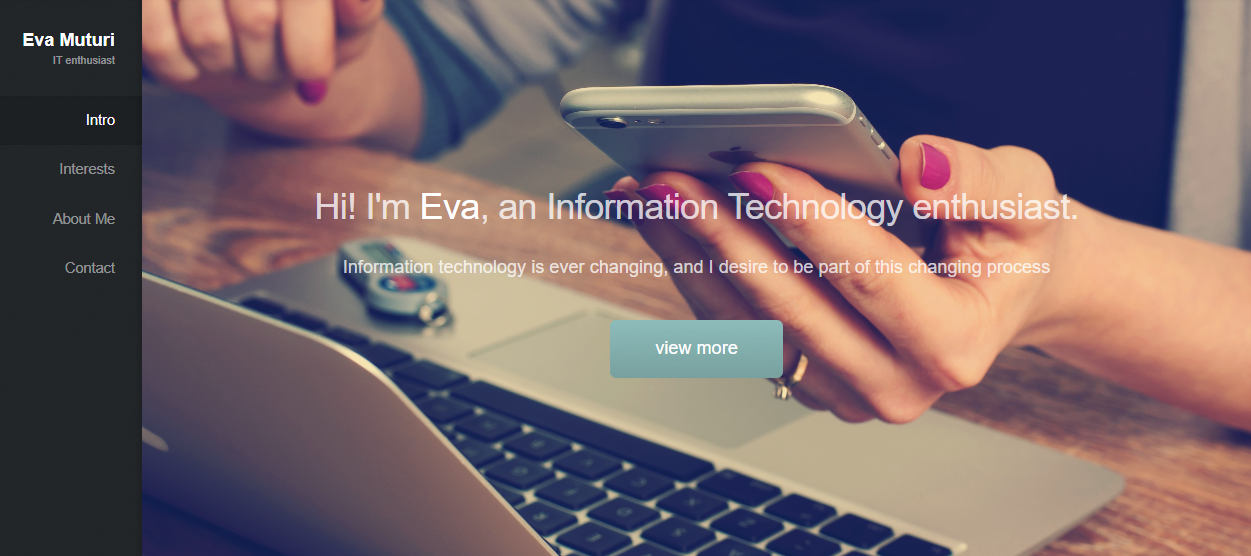 Eva Muturi
IT enthusiast
Intro
Interests
About Me
Contact
Hi! I'm Eva, an Information Technology enthusiast.
Information technology is ever changing, and I desire to be part of this changing process
view more